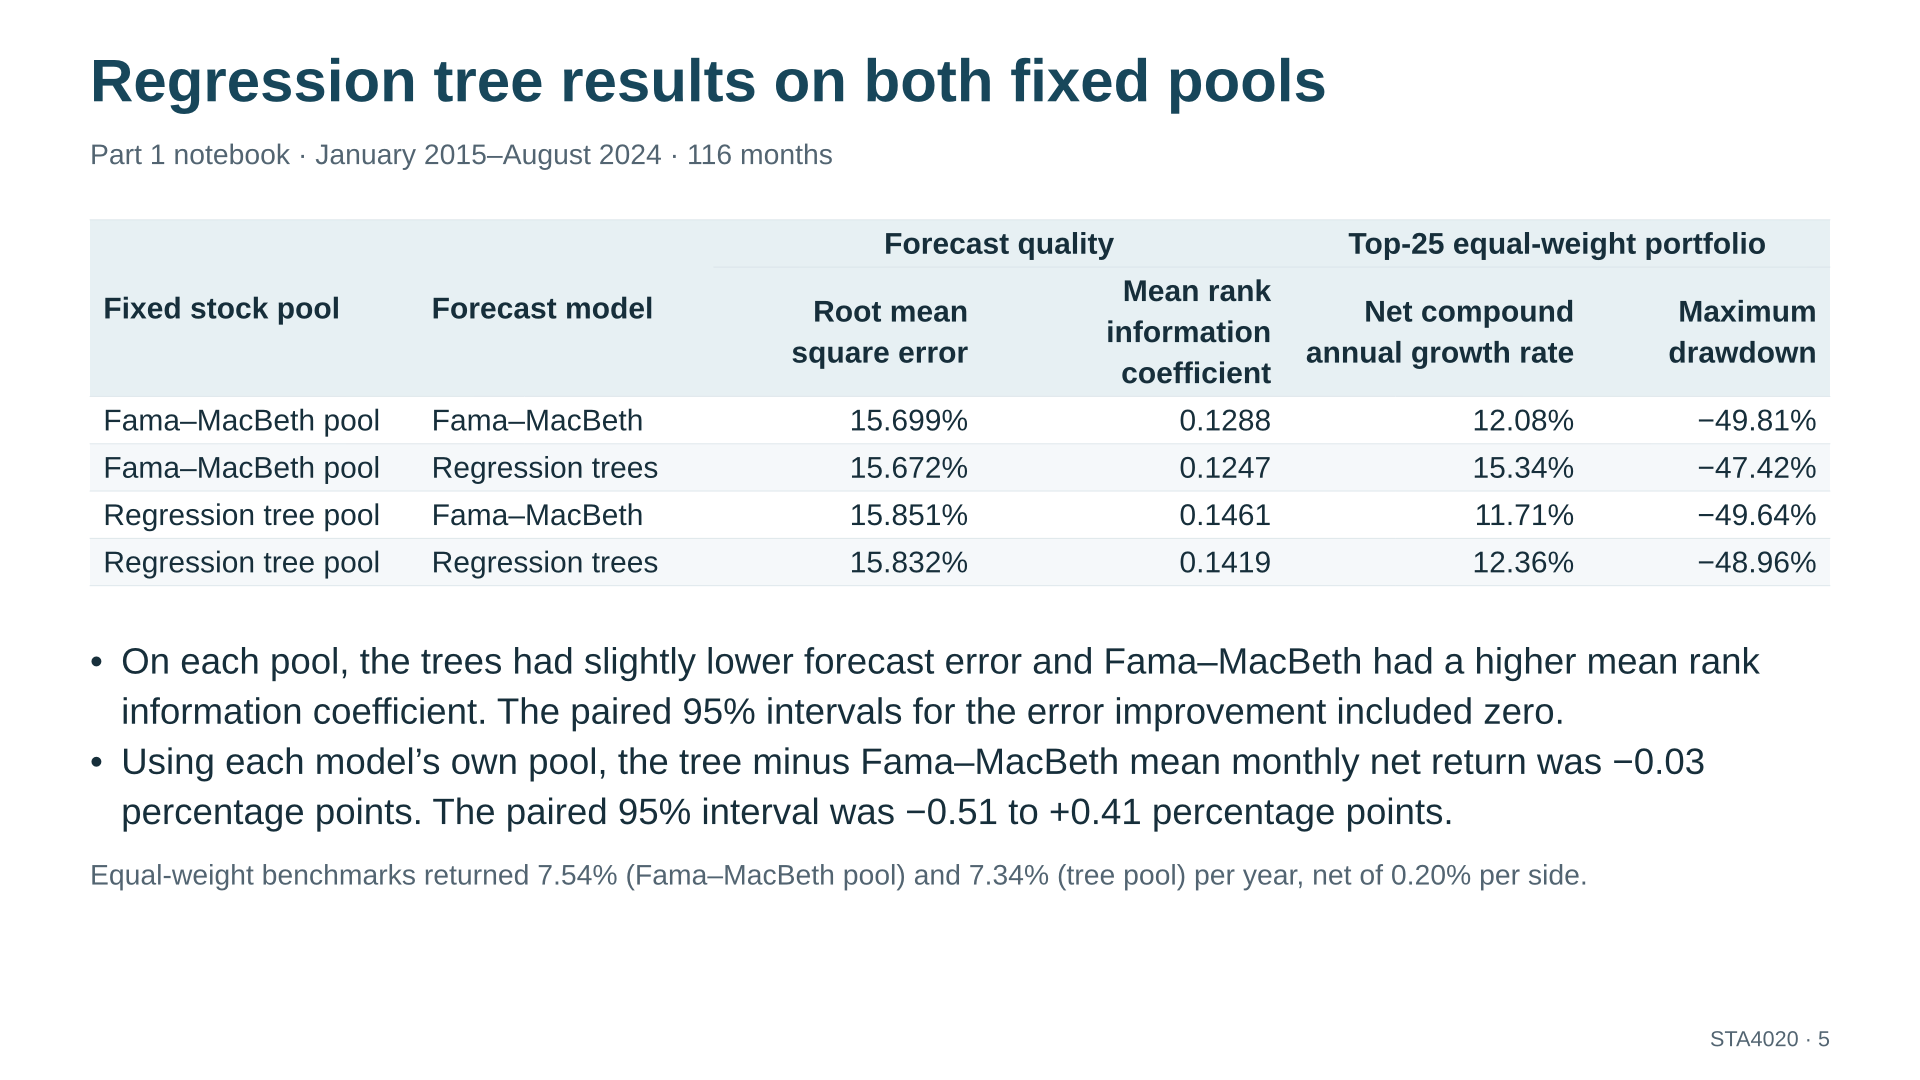 Regression tree results on both fixed pools
Part 1 notebook · January 2015–August 2024 · 116 months
Forecast quality Top-25 equal-weight portfolio
Fixed stock pool Forecast model Root mean square error Mean rank information coefficient Net compound annual growth rate Maximum drawdown
Fama–MacBeth pool Fama–MacBeth 15.699% 0.1288 12.08% −49.81%
Fama–MacBeth pool Regression trees 15.672% 0.1247 15.34% −47.42%
Regression tree pool Fama–MacBeth 15.851% 0.1461 11.71% −49.64%
Regression tree pool Regression trees 15.832% 0.1419 12.36% −48.96%
• On each pool, the trees had slightly lower forecast error and Fama–MacBeth had a higher mean rank
information coefficient. The paired 95% intervals for the error improvement included zero.
• Using each model’s own pool, the tree minus Fama–MacBeth mean monthly net return was −0.03
percentage points. The paired 95% interval was −0.51 to +0.41 percentage points.
Equal-weight benchmarks returned 7.54% (Fama–MacBeth pool) and 7.34% (tree pool) per year, net of 0.20% per side.
STA4020 · 5